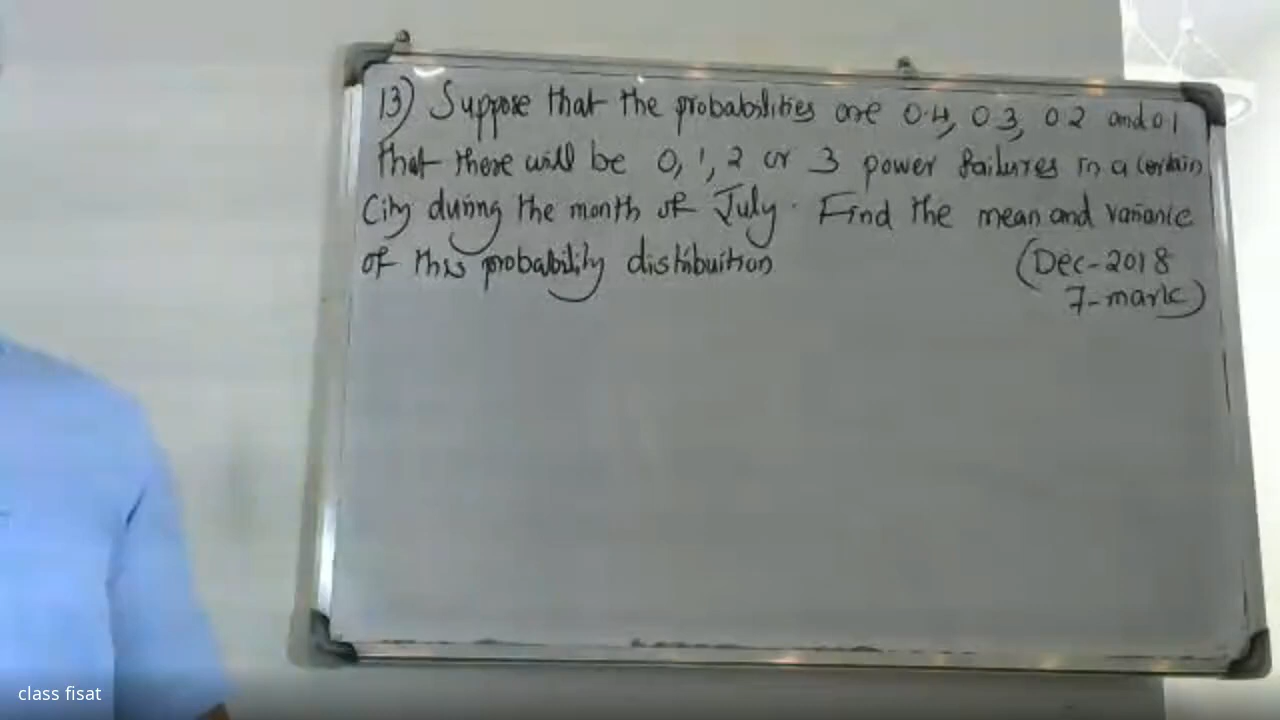 13) Suppose that the probabilities are 0.4, 0.3, 0.2 and 0.1
that there will be 0, 1, 2 or 3 power failures in a certain
City during the month of July. Find the mean and variance
of this probability distribuition
(Dec-2018
7-mark)
class fisat